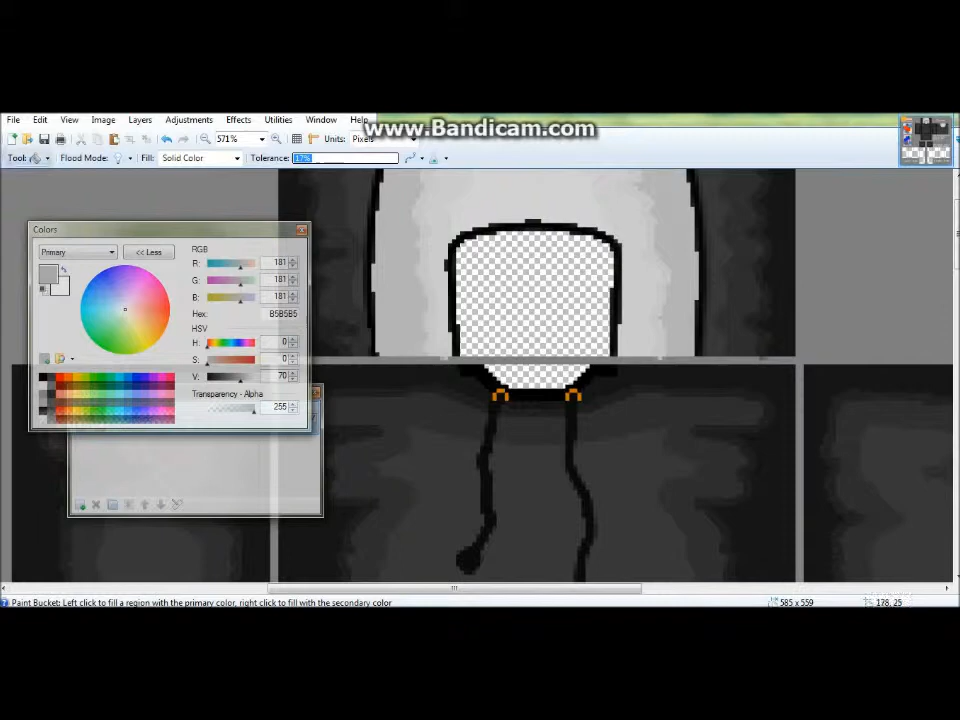 File Edit View Image Layers Adjustments Effects Utilities Window Help
www.Bandicam.com
571% Units: Pixels
Tool: Flood Mode: Fill: Solid Color Tolerance: 17%
Colors
Primary << Less RGB
R: 181
G: 181
B: 181
Hex: B5B5B5
HSV
H: 0
S: 0
V: 70
Transparency - Alpha
255
Paint Bucket: Left click to fill a region with the primary color, right click to fill with the secondary color 585 x 559 178, 25